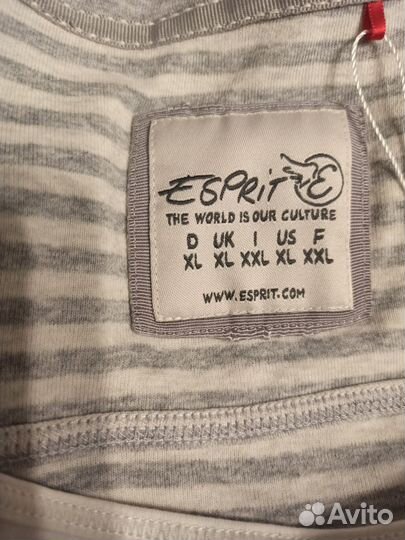 ESPRIT E
THE WORLD IS OUR CULTURE
D UK I US F
XL XL XXL XL XXL
WWW.ESPRIT.COM
Avito